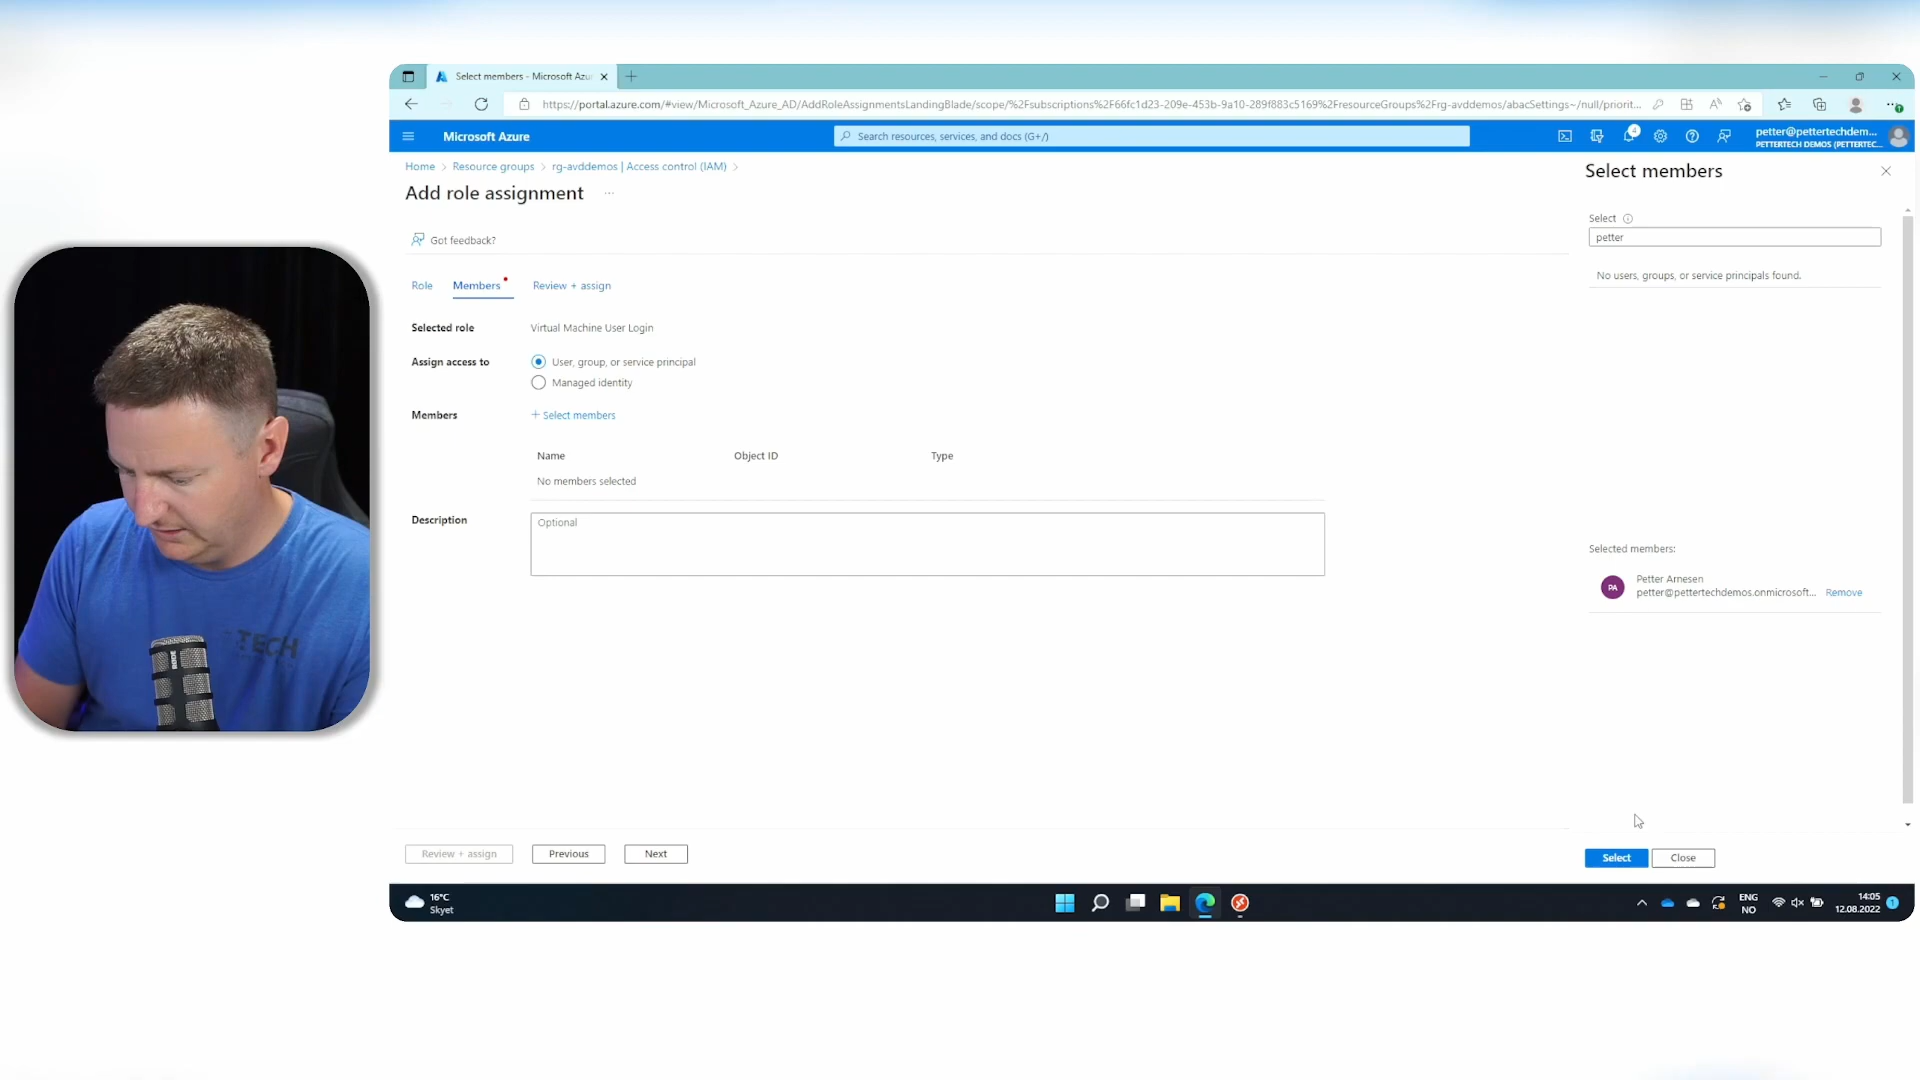 Select members - Microsoft Azu
https://portal.azure.com/#view/Microsoft_Azure_AD/AddRoleAssignmentsLandingBlade/scope/%2Fsubscriptions%2F66fc1d23-209e-453b-9a10-289f883c5169%2FresourceGroups%2Frg-avddemos/abacSettings~/null/priorit...
Microsoft Azure
Search resources, services, and docs (G+/)
4
petter@pettertechdem...
PETTERTECH DEMOS (PETTERTEC...
Home > Resource groups > rg-avddemos | Access control (IAM) >
Add role assignment ...
Got feedback?
Role Members Review + assign
Selected role Virtual Machine User Login
Assign access to User, group, or service principal
Managed identity
Members + Select members
Name Object ID Type
No members selected
Description Optional
Review + assign Previous Next
Select members
Select
petter
No users, groups, or service principals found.
Selected members:
PA Petter Arnesen
petter@pettertechdemos.onmicrosoft... Remove
Select Close
TECH
RODE
16°C
Skyet
ENG
NO
14:05
12.08.2022
1